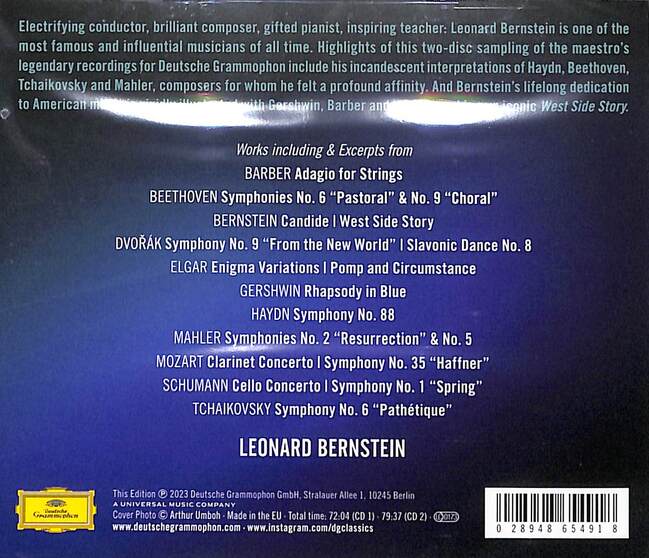 Electrifying conductor, brilliant composer, gifted pianist, inspiring teacher: Leonard Bernstein is one of the
most famous and influential musicians of all time. Highlights of this two-disc sampling of the maestro's
legendary recordings for Deutsche Grammophon include his incandescent interpretations of Haydn, Beethoven,
Tchaikovsky and Mahler, composers for whom he felt a profound affinity. And Bernstein's lifelong dedication
to American with Gershwin, Barber and iconic West Side Story.
Works including & Excerpts from
BARBER Adagio for Strings
BEETHOVEN Symphonies No. 6 “Pastoral” & No. 9 “Choral”
BERNSTEIN Candide | West Side Story
DVOŘÁK Symphony No. 9 “From the New World” | Slavonic Dance No. 8
ELGAR Enigma Variations | Pomp and Circumstance
GERSHWIN Rhapsody in Blue
HAYDN Symphony No. 88
MAHLER Symphonies No. 2 “Resurrection” & No. 5
MOZART Clarinet Concerto | Symphony No. 35 “Haffner”
SCHUMANN Cello Concerto | Symphony No. 1 “Spring”
TCHAIKOVSKY Symphony No. 6 “Pathétique”
LEONARD BERNSTEIN
Deutsche
Grammophon
This Edition ℗ 2023 Deutsche Grammophon GmbH, Stralauer Allee 1, 10245 Berlin
A UNIVERSAL MUSIC COMPANY
Cover Photo © Arthur Umboh · Made in the EU · Total time: 72:04 (CD 1) · 79:37 (CD 2) · LC 0173
www.deutschegrammophon.com · www.instagram.com/dgclassics
0 28948 65491 8